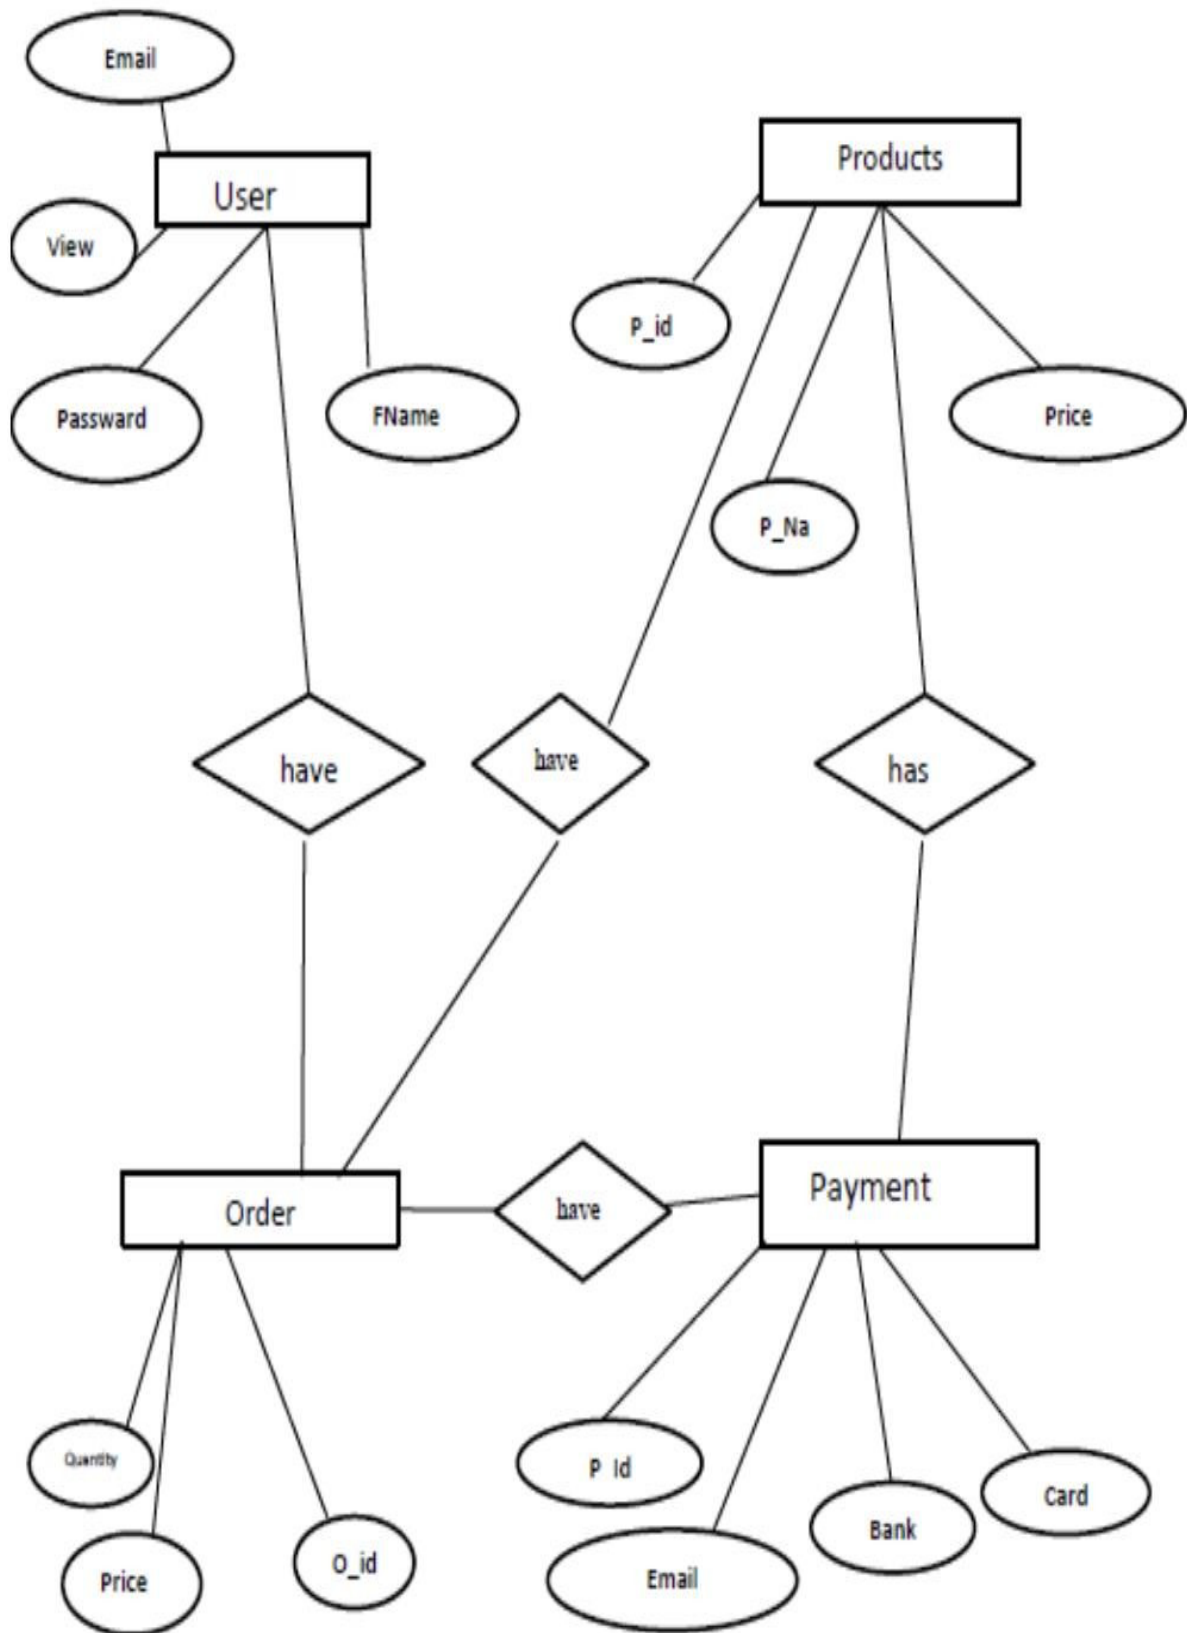 Email
User
Products
View
P_id
Passward
FName
Price
P_Na
have
have
has
Order
have
Payment
Quantity
Price
O_id
P_Id
Email
Bank
Card